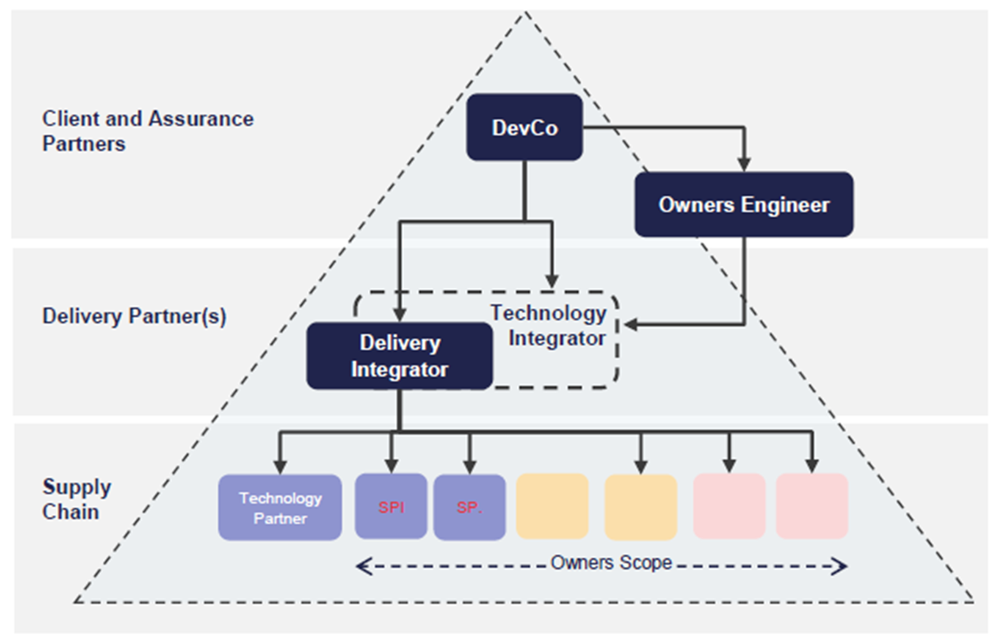 Client and Assurance
Partners
DevCo
Owners Engineer
Delivery Partner(s)
Technology
Integrator
Delivery
Integrator
Supply
Chain
Technology
Partner
SPI
SP.
Owners Scope